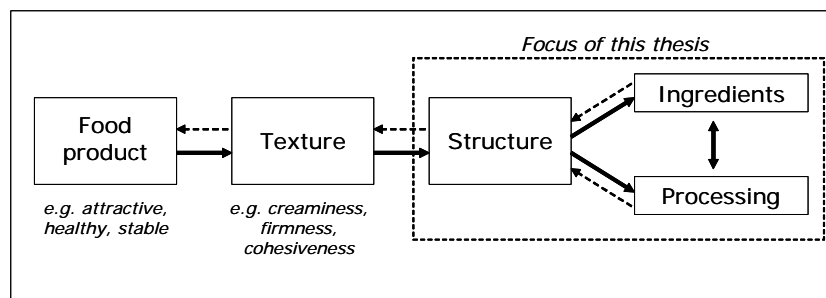 Focus of this thesis
Food
product
Texture
Structure
Ingredients
Processing
e.g. attractive,
healthy, stable
e.g. creaminess,
firmness,
cohesiveness